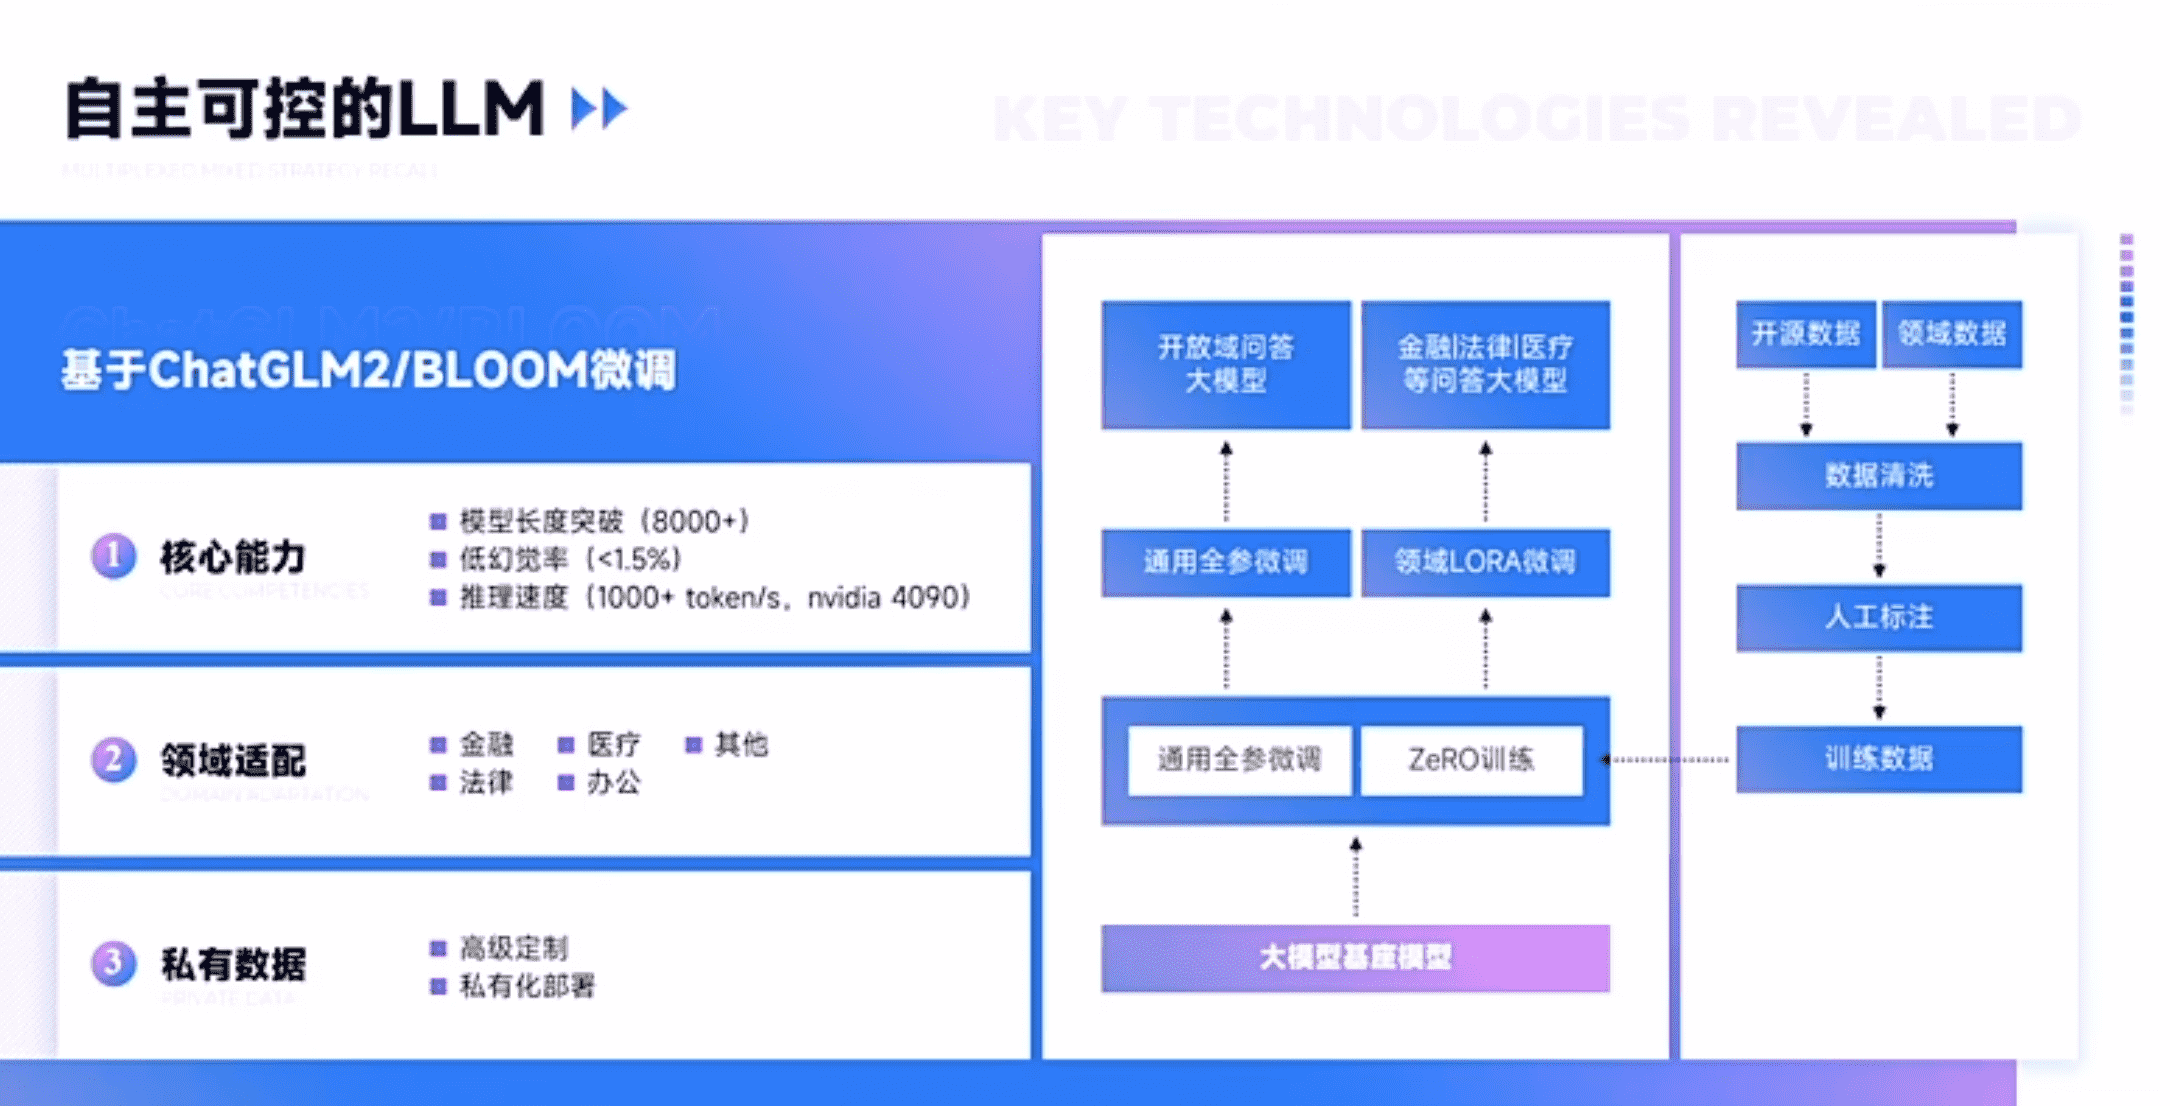 自主可控的LLM
KEY TECHNOLOGIES REVEALED
MULTIPLEXED MIXED STRATEGY RECALL
ChatGLM2/BLOOM
基于ChatGLM2/BLOOM微调
1
核心能力
CORE COMPETENCIES
模型长度突破（8000+）
低幻觉率（<1.5%）
推理速度（1000+ token/s，nvidia 4090）
2
领域适配
DOMAIN ADAPTATION
金融
医疗
其他
法律
办公
3
私有数据
PRIVATE DATA
高级定制
私有化部署
开放域问答
大模型
金融|法律|医疗
等问答大模型
通用全参微调
领域LORA微调
通用全参微调
ZeRO训练
大模型基座模型
开源数据
领域数据
数据清洗
人工标注
训练数据